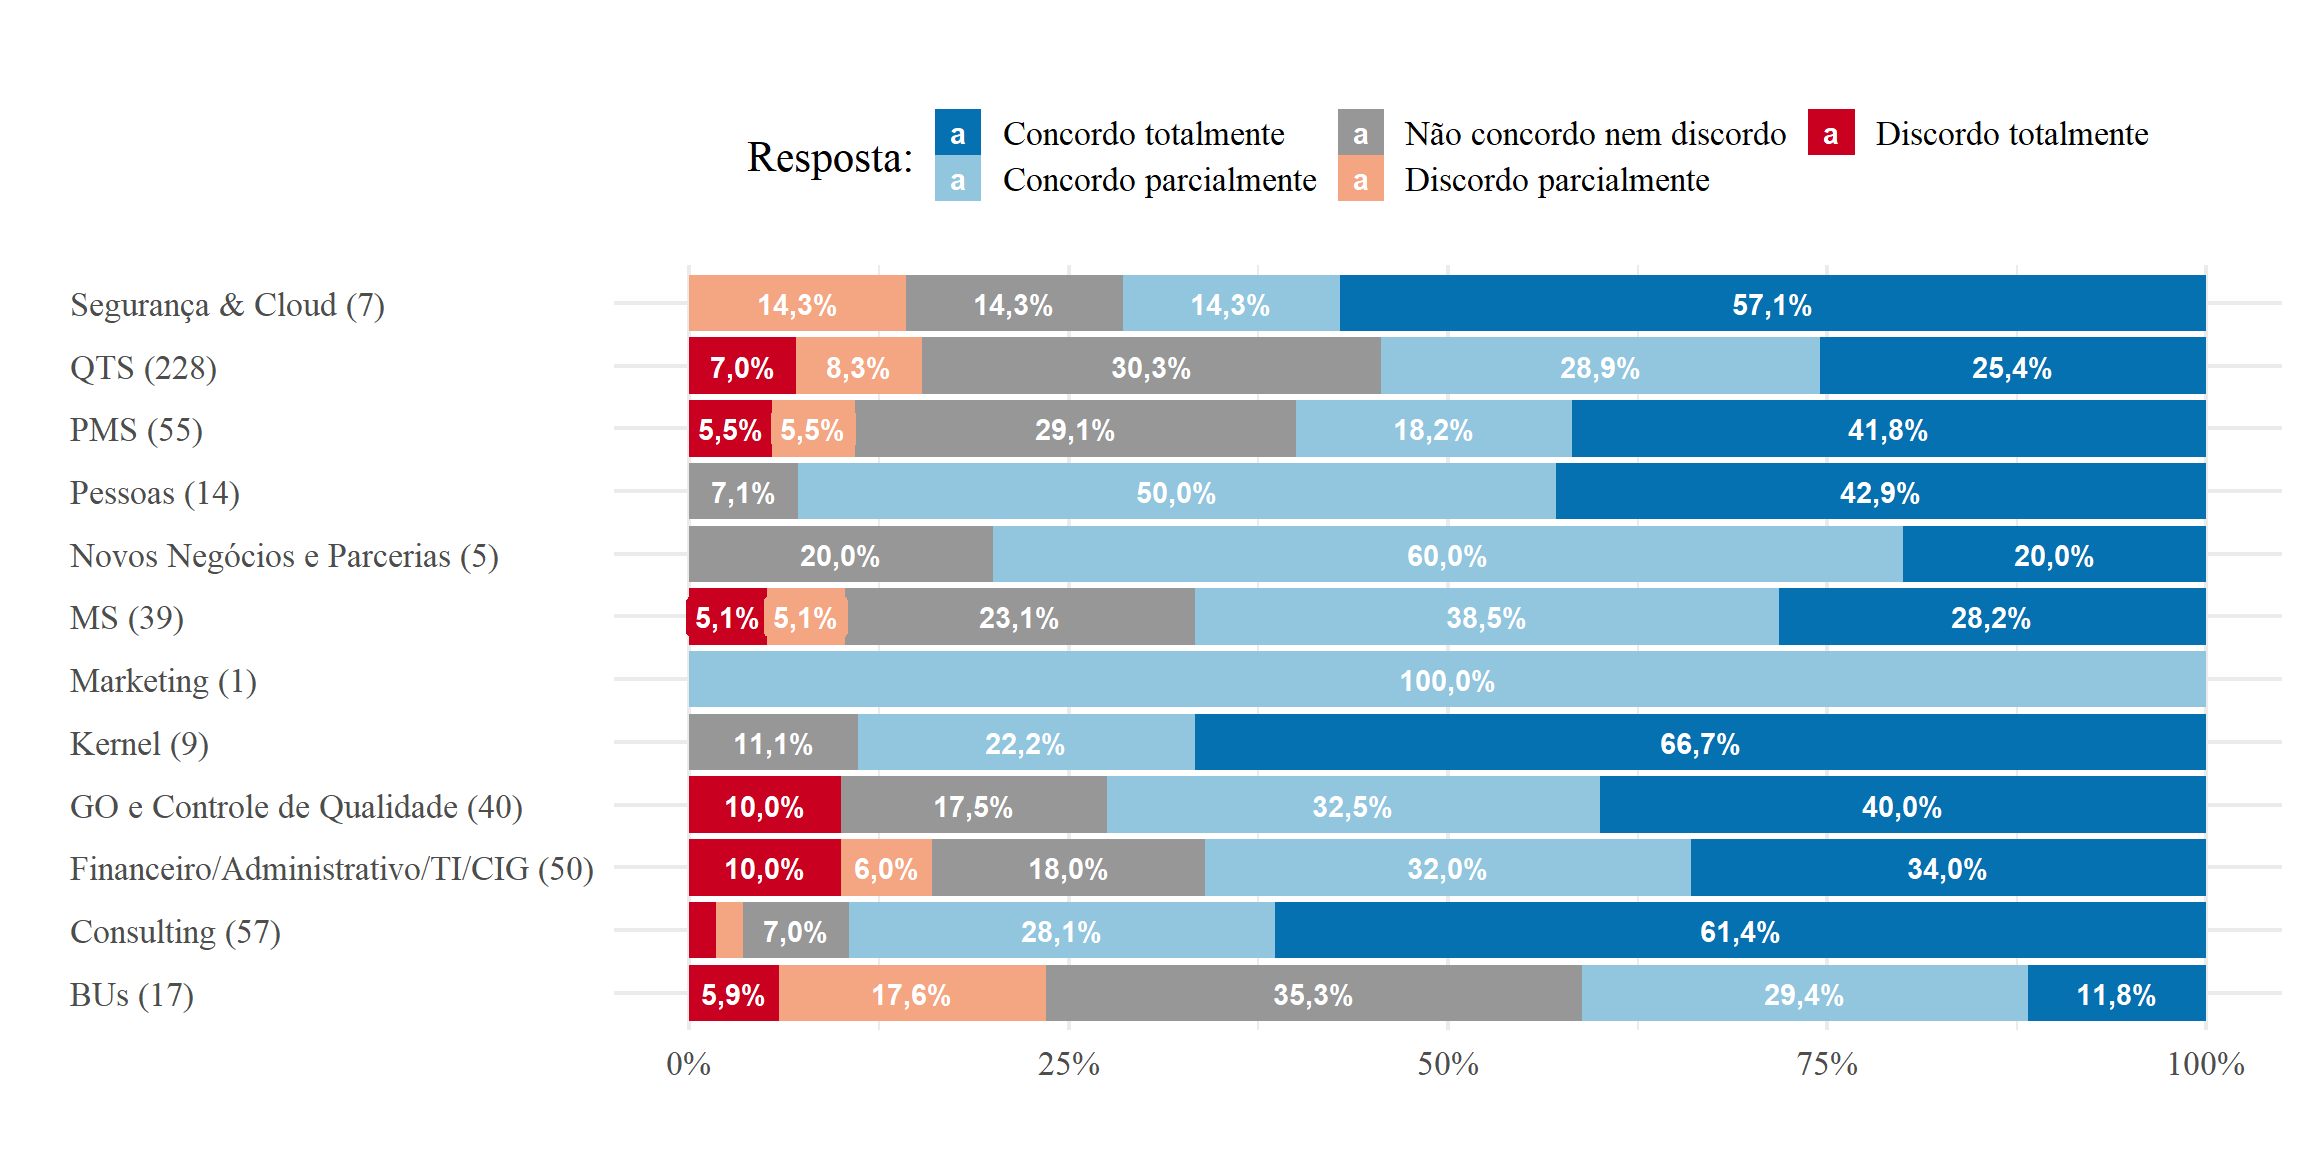 Resposta:
a Concordo totalmente a Não concordo nem discordo a Discordo totalmente
a Concordo parcialmente a Discordo parcialmente
Segurança & Cloud (7) 14,3% 14,3% 14,3% 57,1%
QTS (228) 7,0% 8,3% 30,3% 28,9% 25,4%
PMS (55) 5,5% 5,5% 29,1% 18,2% 41,8%
Pessoas (14) 7,1% 50,0% 42,9%
Novos Negócios e Parcerias (5) 20,0% 60,0% 20,0%
MS (39) 5,1% 5,1% 23,1% 38,5% 28,2%
Marketing (1) 100,0%
Kernel (9) 11,1% 22,2% 66,7%
GO e Controle de Qualidade (40) 10,0% 17,5% 32,5% 40,0%
Financeiro/Administrativo/TI/CIG (50) 10,0% 6,0% 18,0% 32,0% 34,0%
Consulting (57) 7,0% 28,1% 61,4%
BUs (17) 5,9% 17,6% 35,3% 29,4% 11,8%
0% 25% 50% 75% 100%